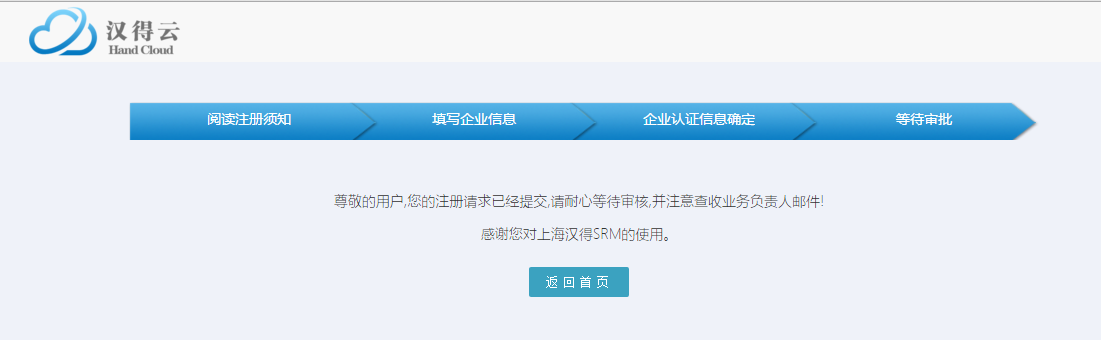 汉得云
Hand Cloud
阅读注册须知
填写企业信息
企业认证信息确定
等待审批
尊敬的用户,您的注册请求已经提交,请耐心等待审核,并注意查收业务负责人邮件!
感谢您对上海汉得SRM的使用。
返回首页